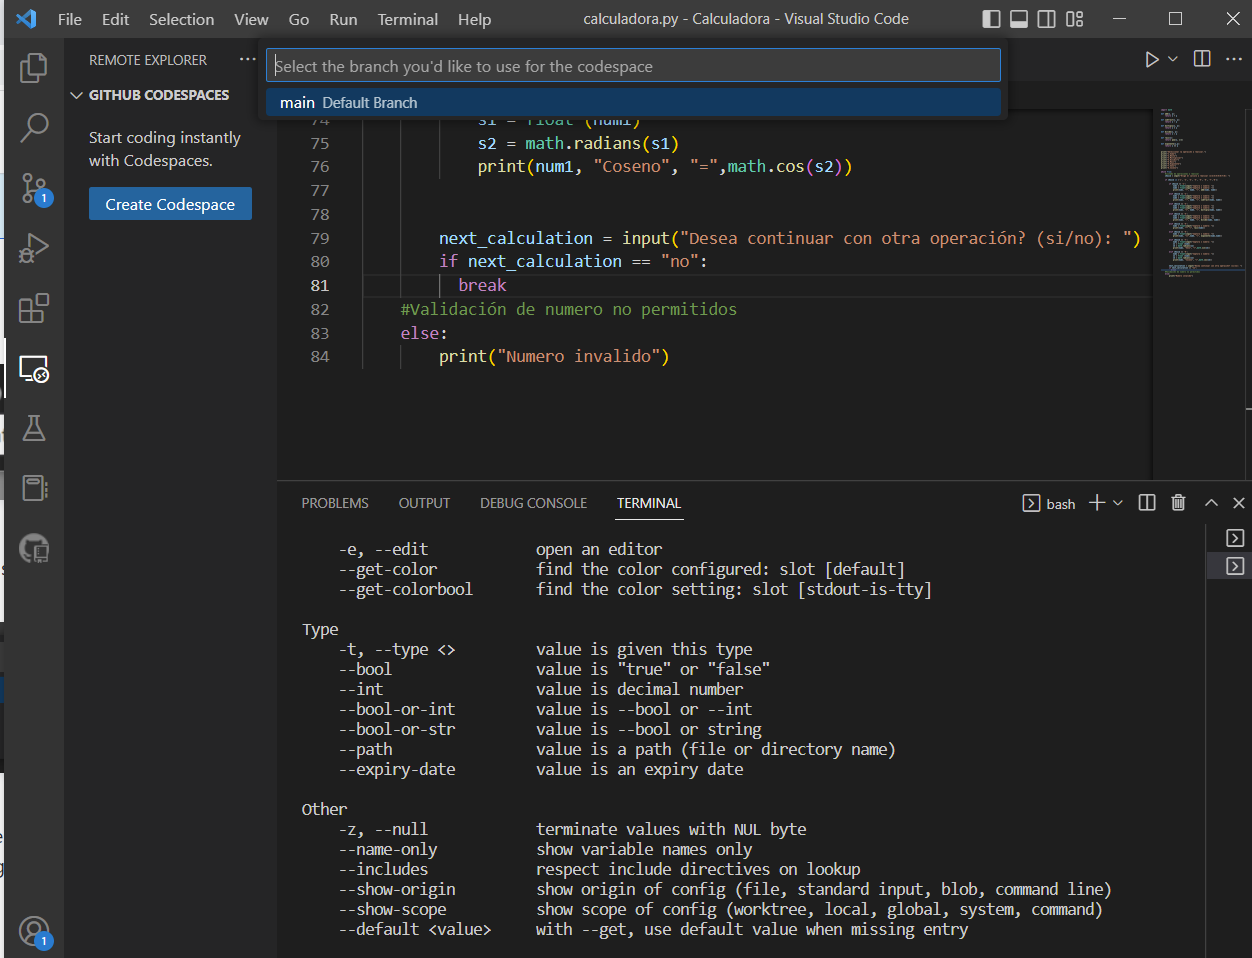 File Edit Selection View Go Run Terminal Help calculadora.py - Calculadora - Visual Studio Code
REMOTE EXPLORER ···
Select the branch you'd like to use for the codespace
GITHUB CODESPACES
main Default Branch
Start coding instantly
with Codespaces.
Create Codespace
74 s1 = float (num1)
75 s2 = math.radians(s1)
76 print(num1, "Coseno", "=",math.cos(s2))
77
78
79 next_calculation = input("Desea continuar con otra operación? (si/no): ")
80 if next_calculation == "no":
81 break
82 #Validación de numero no permitidos
83 else:
84 print("Numero invalido")
1
PROBLEMS OUTPUT DEBUG CONSOLE TERMINAL bash
-e, --edit open an editor
--get-color find the color configured: slot [default]
--get-colorbool find the color setting: slot [stdout-is-tty]
Type
-t, --type <> value is given this type
--bool value is "true" or "false"
--int value is decimal number
--bool-or-int value is --bool or --int
--bool-or-str value is --bool or string
--path value is a path (file or directory name)
--expiry-date value is an expiry date
Other
-z, --null terminate values with NUL byte
--name-only show variable names only
--includes respect include directives on lookup
--show-origin show origin of config (file, standard input, blob, command line)
--show-scope show scope of config (worktree, local, global, system, command)
--default <value> with --get, use default value when missing entry
1